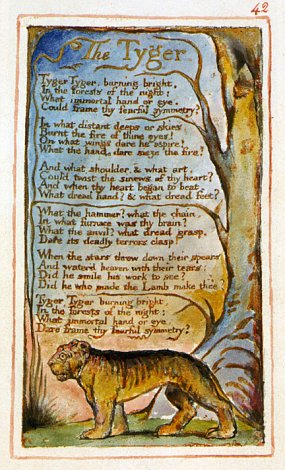 42
The Tyger
Tyger Tyger, burning bright,
In the forests of the night:
What immortal hand or eye,
Could frame thy fearful symmetry?
In what distant deeps or skies
Burnt the fire of thine eyes?
On what wings dare he aspire?
What the hand, dare sieze the fire?
And what shoulder, & what art,
Could twist the sinews of thy heart?
And when thy heart began to beat,
What dread hand? & what dread feet?
What the hammer? what the chain,
In what furnace was thy brain?
What the anvil? what dread grasp,
Dare its deadly terrors clasp!
When the stars threw down their spears
And water'd heaven with their tears:
Did he smile his work to see?
Did he who made the Lamb make thee?
Tyger Tyger burning bright,
In the forests of the night:
What immortal hand or eye,
Dare frame thy fearful symmetry?